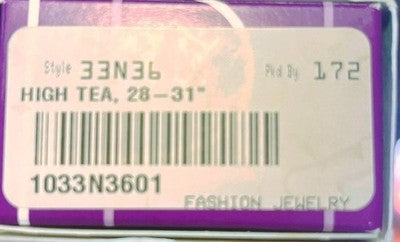 Style 33N36 Pkd By 172
HIGH TEA, 28-31"
1033N3601
FASHION JEWELRY